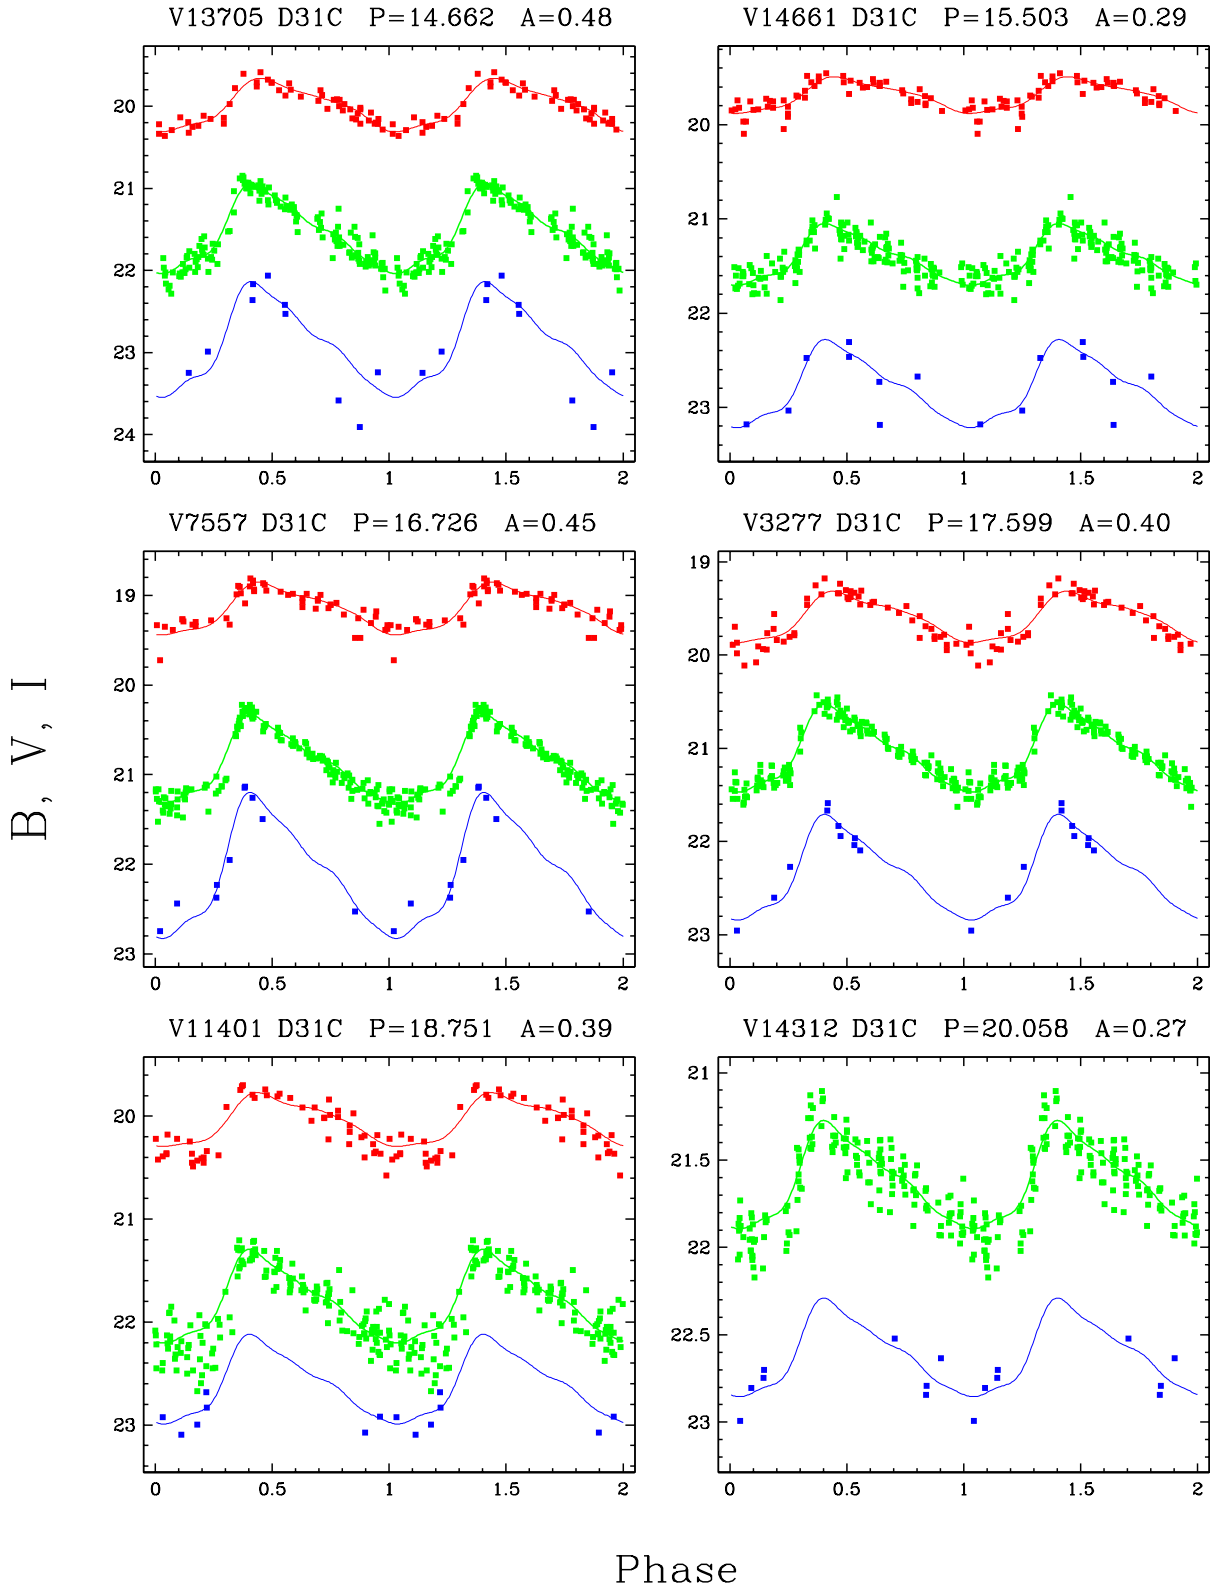 V13705 D31C P=14.662 A=0.48
20
21
22
23
24
0 0.5 1 1.5 2
V14661 D31C P=15.503 A=0.29
20
21
22
23
0 0.5 1 1.5 2
V7557 D31C P=16.726 A=0.45
19
20
21
22
23
0 0.5 1 1.5 2
V3277 D31C P=17.599 A=0.40
19
20
21
22
23
0 0.5 1 1.5 2
V11401 D31C P=18.751 A=0.39
20
21
22
23
0 0.5 1 1.5 2
V14312 D31C P=20.058 A=0.27
21
21.5
22
22.5
23
0 0.5 1 1.5 2
B, V, I
Phase